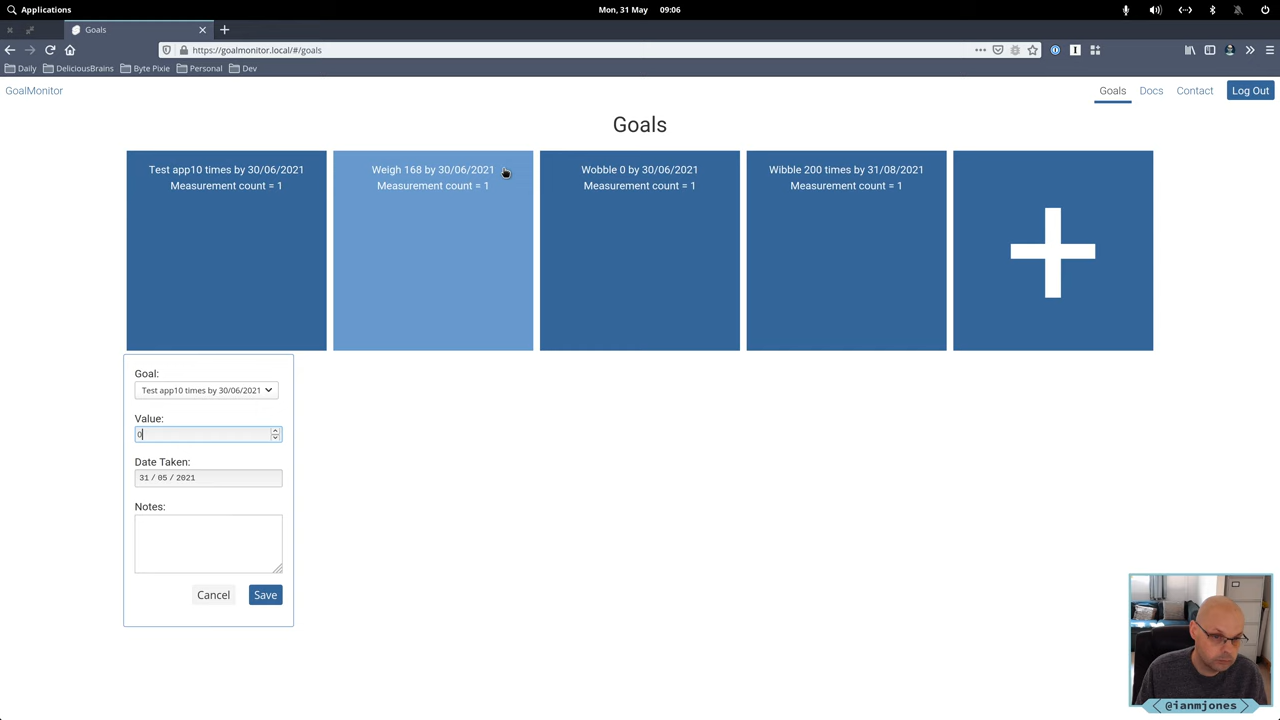 Applications
Mon, 31 May 09:06
Goals
https://goalmonitor.local/#/goals
Daily DeliciousBrains Byte Pixie Personal Dev
GoalMonitor
Goals Docs Contact Log Out
Goals
Test app10 times by 30/06/2021
Measurement count = 1
Weigh 168 by 30/06/2021
Measurement count = 1
Wobble 0 by 30/06/2021
Measurement count = 1
Wibble 200 times by 31/08/2021
Measurement count = 1
Goal:
Test app10 times by 30/06/2021
Value:
0
Date Taken:
31 / 05 / 2021
Notes:
Cancel Save
@ianmjones